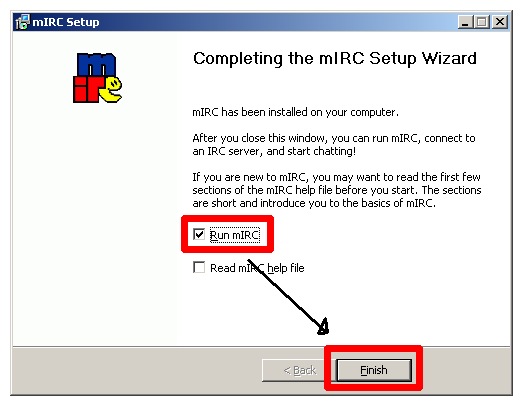 mIRC Setup
mIRC
Completing the mIRC Setup Wizard
mIRC has been installed on your computer.
After you close this window, you can run mIRC, connect to
an IRC server, and start chatting!
If you are new to mIRC, you may want to read the first few
sections of the mIRC help file before you start. The sections
are short and introduce you to the basics of mIRC.
Run mIRC
Read mIRC help file
< Back
Finish